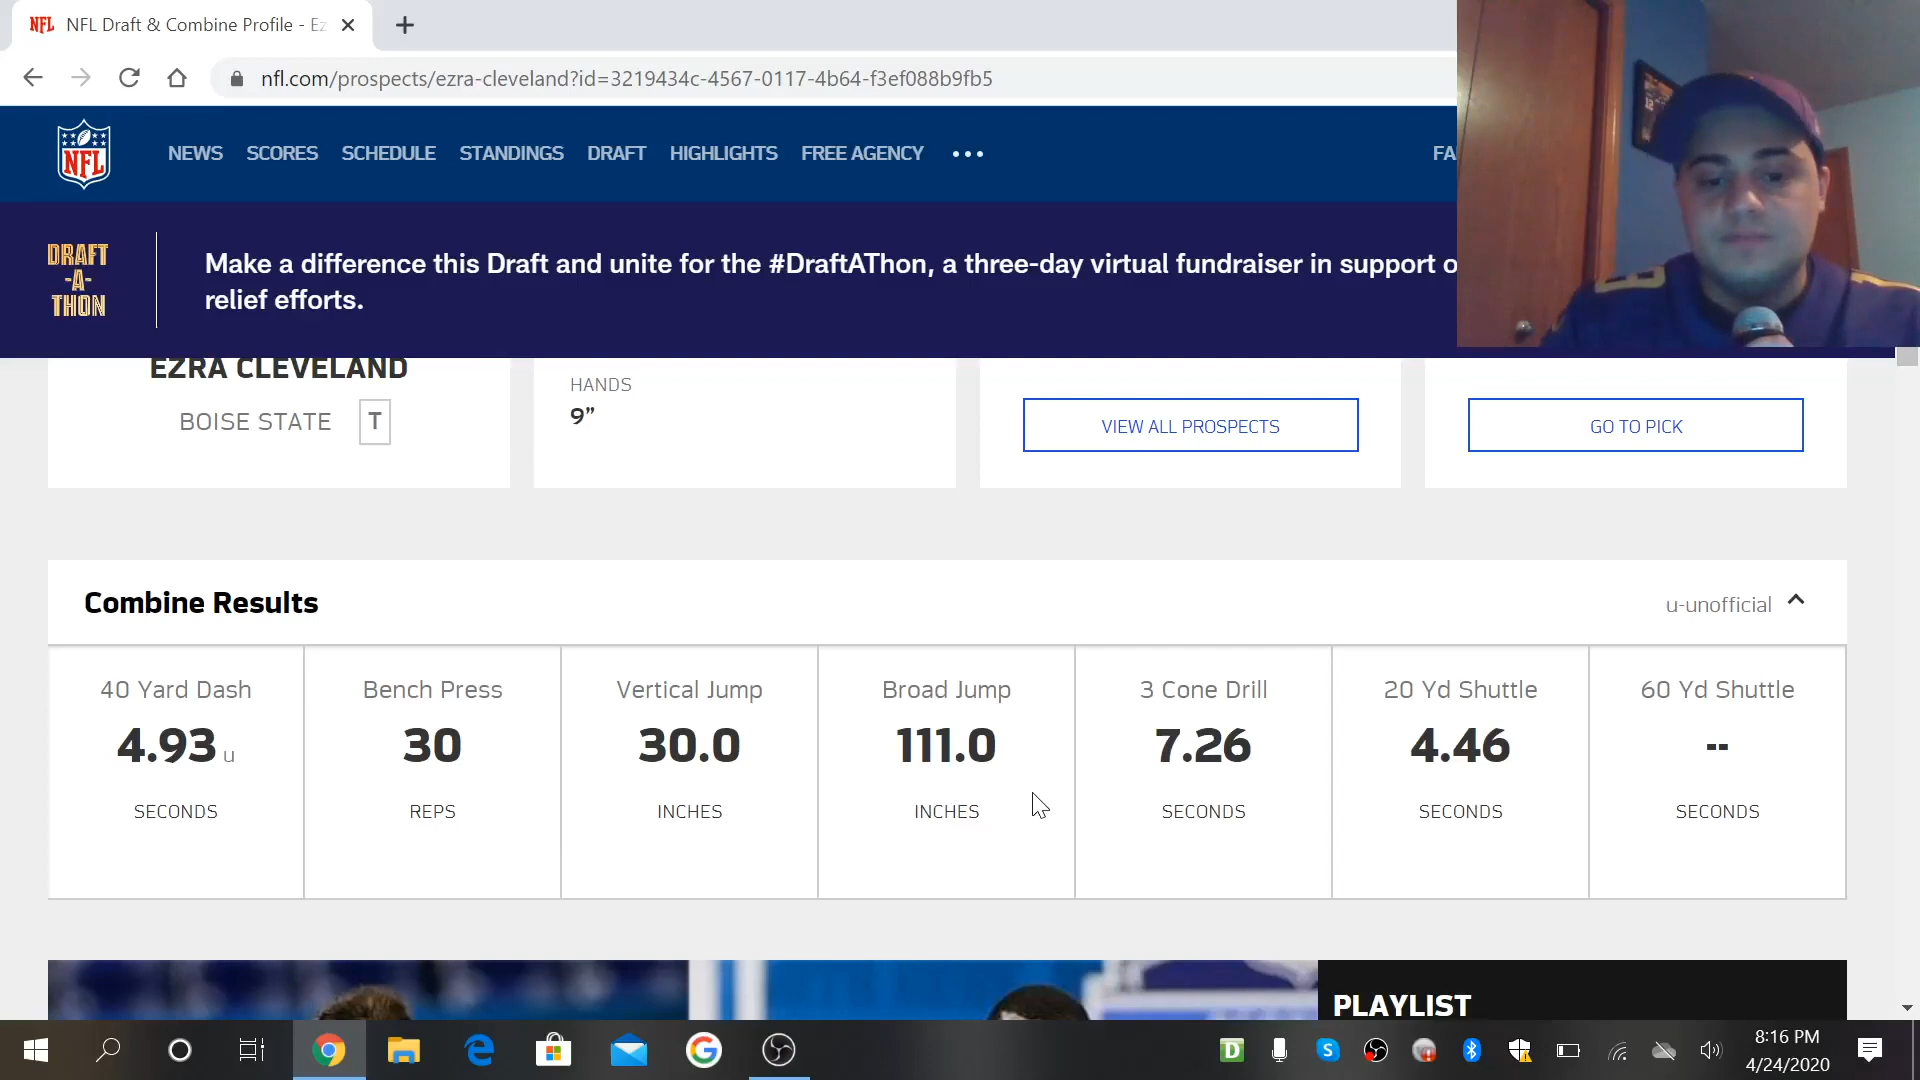 NFL Draft & Combine Profile - Ez
nfl.com/prospects/ezra-cleveland?id=3219434c-4567-0117-4b64-f3ef088b9fb5
NFL
NEWS SCORES SCHEDULE STANDINGS DRAFT HIGHLIGHTS FREE AGENCY ••• FA
DRAFT
-A-
THON
Make a difference this Draft and unite for the #DraftAThon, a three-day virtual fundraiser in support o
relief efforts.
EZRA CLEVELAND
BOISE STATE T
HANDS
9”
VIEW ALL PROSPECTS
GO TO PICK
Combine Results
u-unofficial
40 Yard Dash
4.93 u
SECONDS
Bench Press
30
REPS
Vertical Jump
30.0
INCHES
Broad Jump
111.0
INCHES
3 Cone Drill
7.26
SECONDS
20 Yd Shuttle
4.46
SECONDS
60 Yd Shuttle
--
SECONDS
PLAYLIST
8:16 PM
4/24/2020